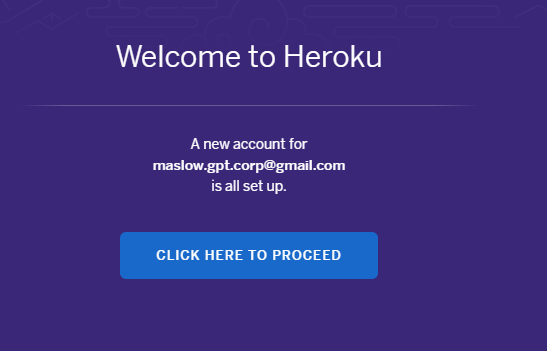 Welcome to Heroku
A new account for
maslow.gpt.corp@gmail.com
is all set up.
CLICK HERE TO PROCEED